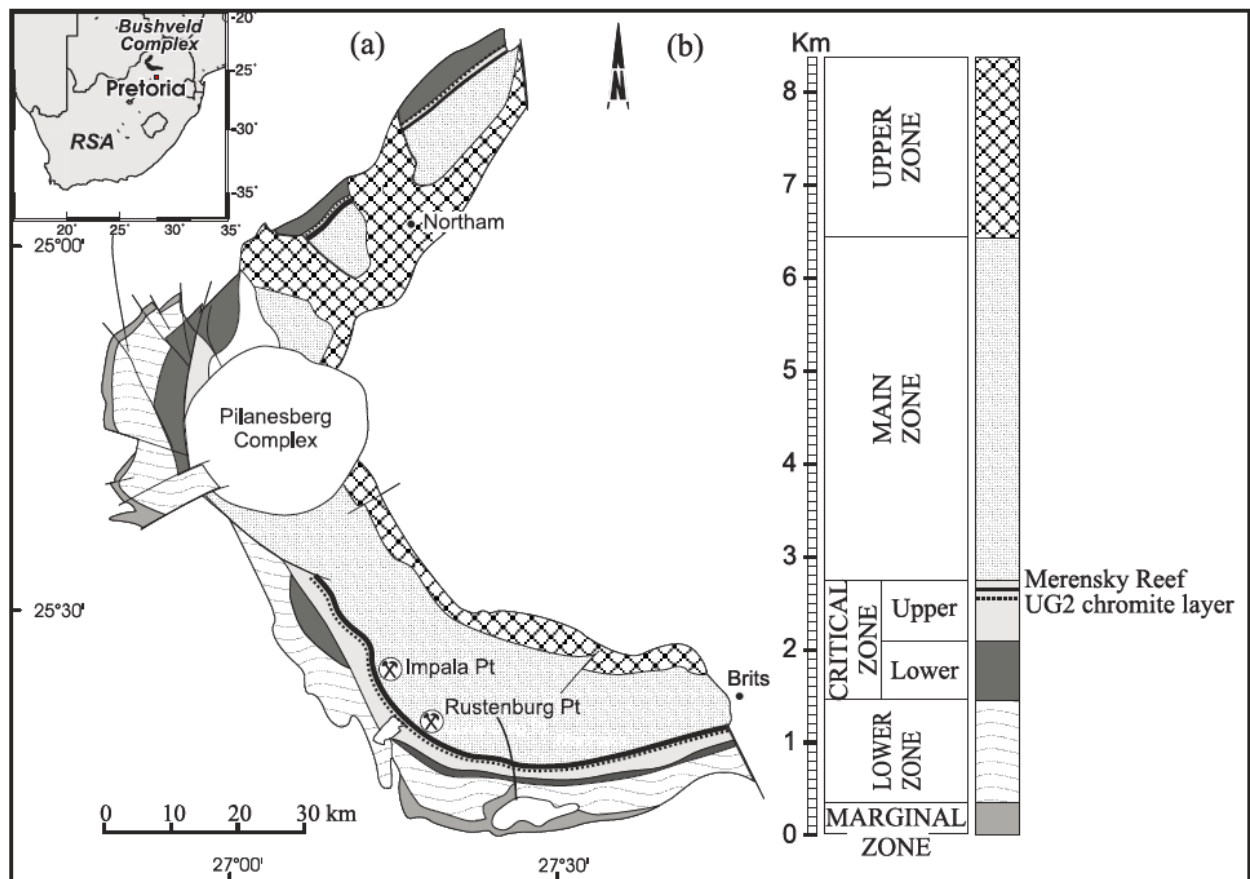 Bushveld
Complex
Pretoria
RSA
-20°
-25°
-30°
-35°
20°
25°
30°
35°
(a)
N
25°00'
Northam
Pilanesberg
Complex
25°30'
Impala Pt
Rustenburg Pt
Brits
0
10
20
30 km
27°00'
27°30'
(b)
Km
8
7
6
5
4
3
2
1
0
UPPER
ZONE
MAIN
ZONE
CRITICAL
ZONE
Upper
Lower
LOWER
ZONE
MARGINAL
ZONE
Merensky Reef
UG2 chromite layer